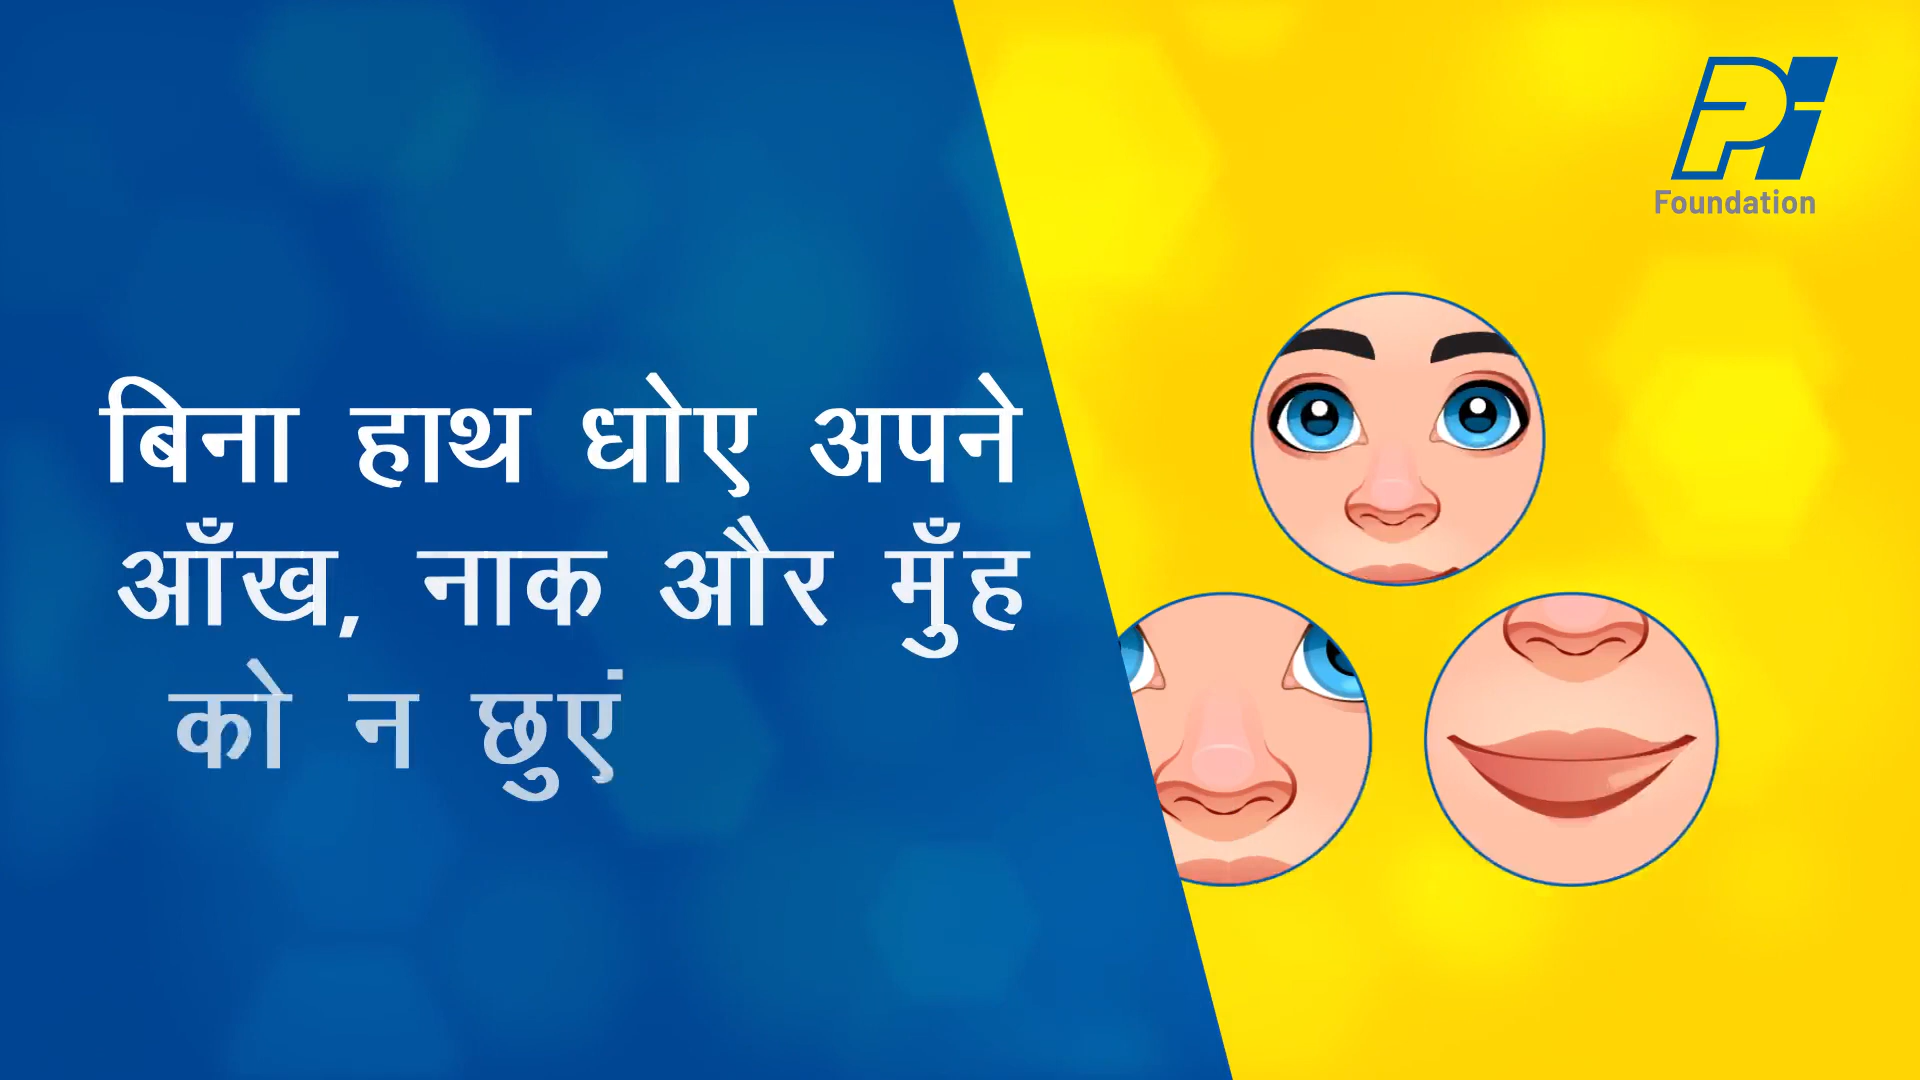 बिना हाथ धोए अपने
आँख, नाक और मुँह
को न छुएं
Pi
Foundation